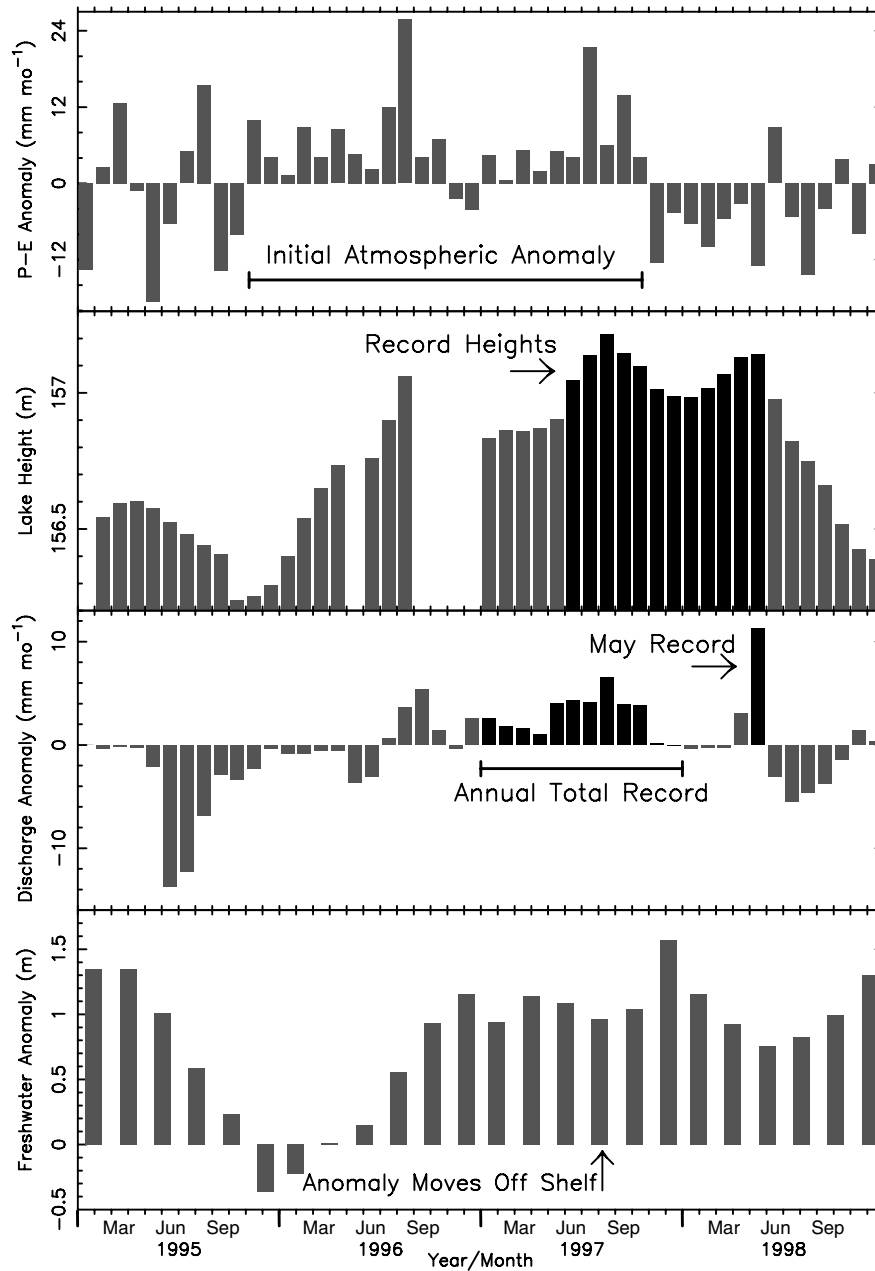 P-E Anomaly (mm mo⁻¹)
24
12
0
-12
Initial Atmospheric Anomaly
Lake Height (m)
157
156.5
Record Heights
Discharge Anomaly (mm mo⁻¹)
10
0
-10
May Record
Annual Total Record
Freshwater Anomaly (m)
1.5
1
0.5
0
-0.5
Anomaly Moves Off Shelf
Mar Jun Sep Mar Jun Sep Mar Jun Sep Mar Jun Sep
1995 1996 1997 1998
Year/Month